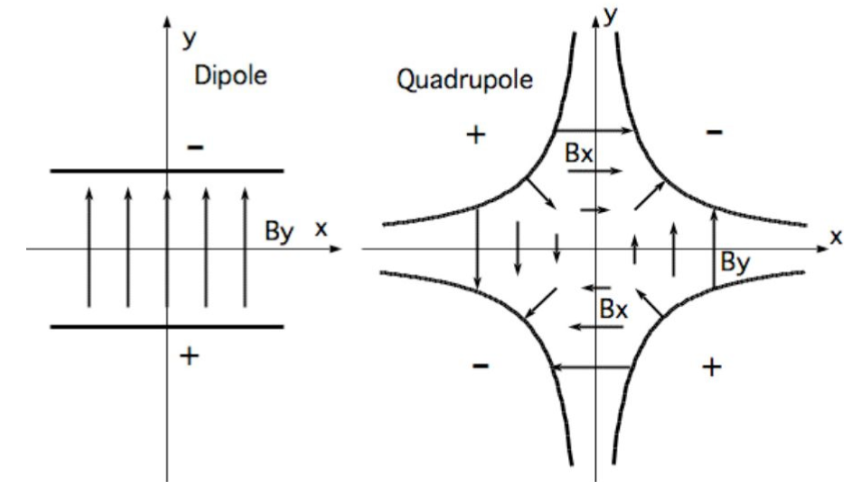 y
Dipole
-
By x
+
y
Quadrupole
+ -
Bx
x
By
Bx
- +